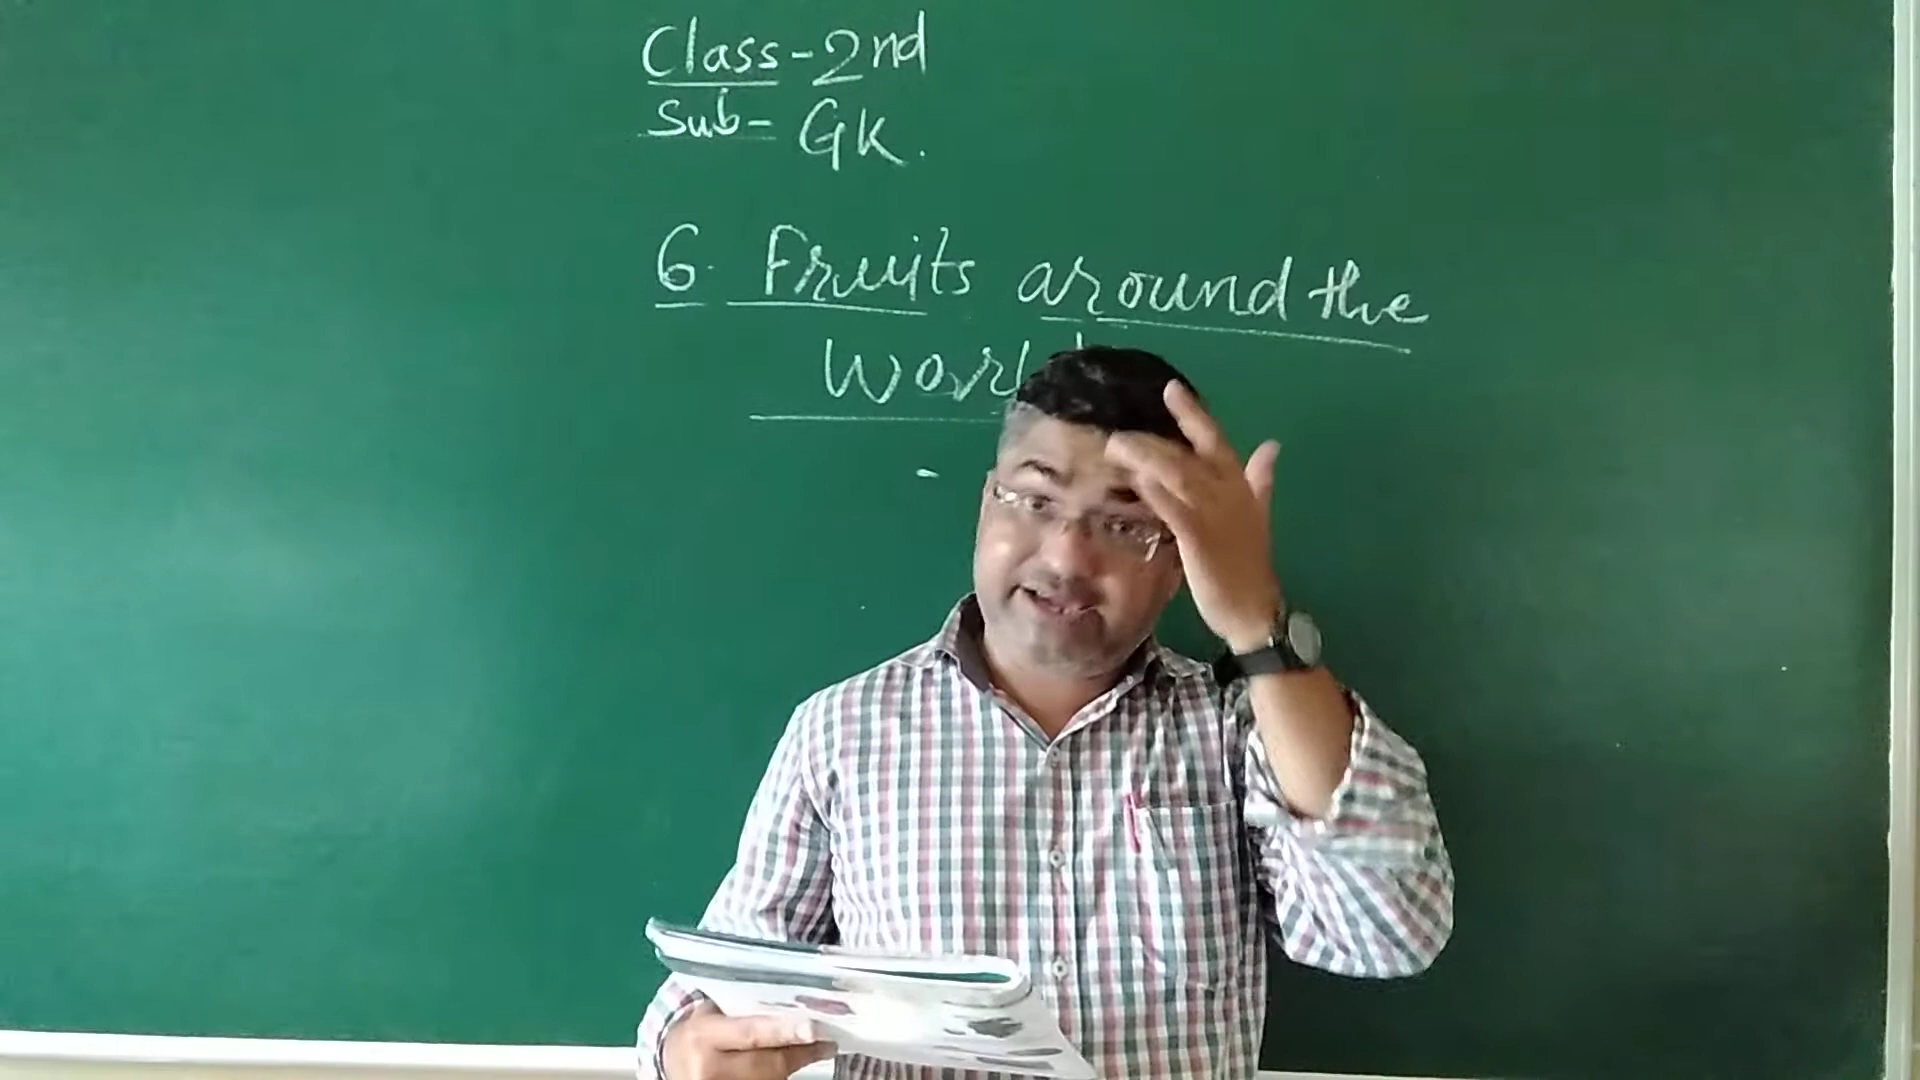 Class-2nd
Sub- GK.
6. Fruits around the